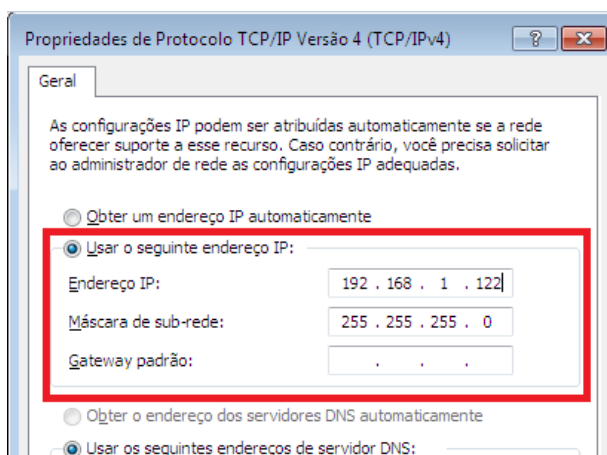 Propriedades de Protocolo TCP/IP Versão 4 (TCP/IPv4)
Geral
As configurações IP podem ser atribuídas automaticamente se a rede
oferecer suporte a esse recurso. Caso contrário, você precisa solicitar
ao administrador de rede as configurações IP adequadas.
Obter um endereço IP automaticamente
Usar o seguinte endereço IP:
Endereço IP: 192 . 168 . 1 . 122
Máscara de sub-rede: 255 . 255 . 255 . 0
Gateway padrão: . . .
Obter o endereço dos servidores DNS automaticamente
Usar os seguintes endereços de servidor DNS: